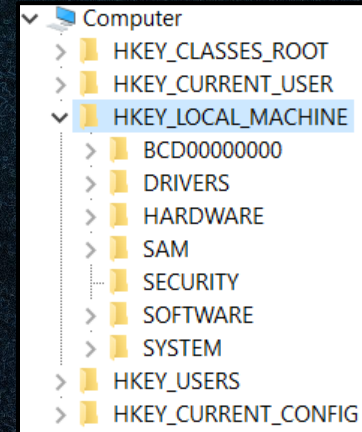 Computer
HKEY_CLASSES_ROOT
HKEY_CURRENT_USER
HKEY_LOCAL_MACHINE
BCD00000000
DRIVERS
HARDWARE
SAM
SECURITY
SOFTWARE
SYSTEM
HKEY_USERS
HKEY_CURRENT_CONFIG